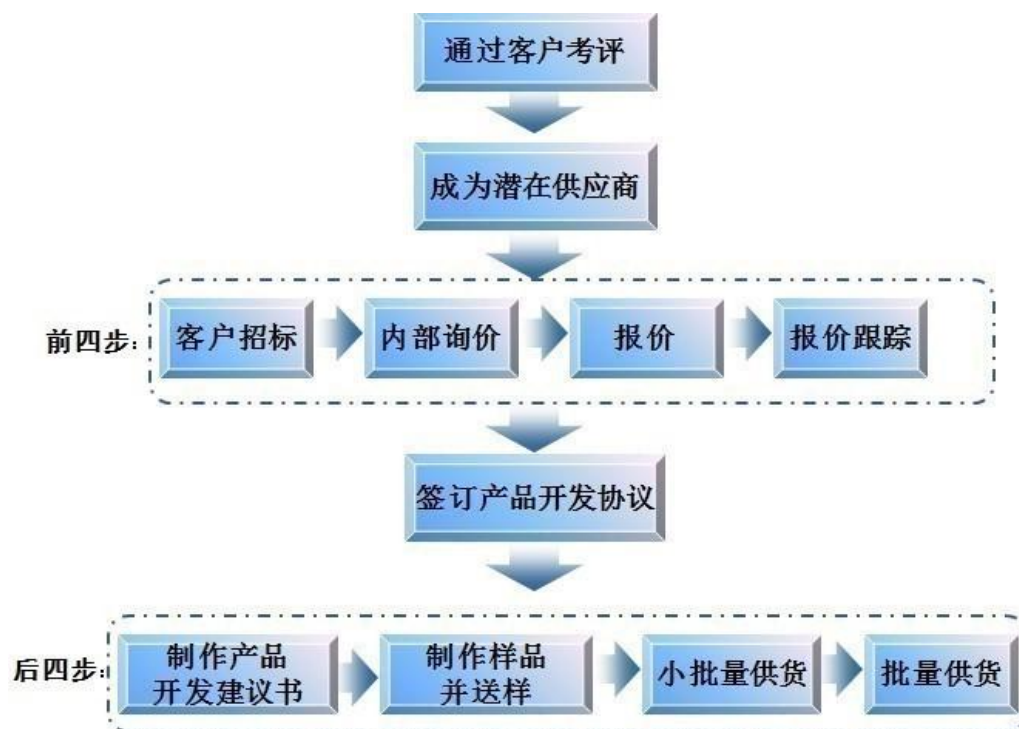 通过客户考评
成为潜在供应商
前四步:
客户招标
内部询价
报价
报价跟踪
签订产品开发协议
后四步:
制作产品
开发建议书
制作样品
并送样
小批量供货
批量供货